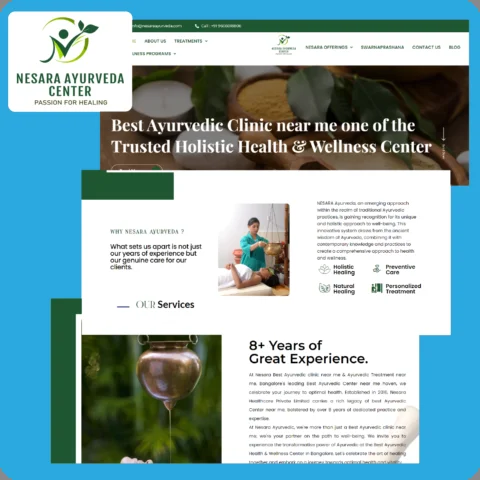 NESARA AYURVEDA
CENTER
PASSION FOR HEALING
info@nesaraayurveda.com
ABOUT US TREATMENTS
NESARA AYURVEDA
CENTER
NESARA OFFERINGS SWARNAPRASHANA CONTACT US BLOG
PROGRAMS
Best Ayurvedic Clinic near me one of the
Trusted Holistic Health & Wellness Center
WHY NESARA AYURVEDA ?
What sets us apart is not just
our years of experience but
our genuine care for our
clients.
NESARA Ayurveda, an emerging approach
within the realm of traditional Ayurvedic
practices, is gaining recognition for its unique
and holistic approach to well-being. This
innovative system draws from the ancient
wisdom of Ayurveda, combining it with
contemporary knowledge and practices to
create a comprehensive approach to health
and wellness.
Holistic
Healing
Preventive
Care
Natural
Healing
Personalized
Treatment
OUR Services
8+ Years of
Great Experience.
At Nesara Best Ayurvedic clinic near me & Ayurvedic Treatment near
me, Bangalore's leading Best Ayurvedic Center near me haven, we
celebrate your journey to optimal health. Established in 2016, Nesara
Healthcare Private Limited carries a rich legacy of best Ayurvedic
Center near me, bolstered by over 8 years of dedicated practice and
expertise.
At Nesara Ayurvedic, we're more than just a Best Ayurvedic clinic near
me; we're your partner on the path to well-being. We invite you to
experience the transformative power of Ayurvedic at the Best Ayurvedic
Health & Wellness Center in Bangalore. Let's celebrate the art of healing
together and embark on a journey towards optimal health and vitality.